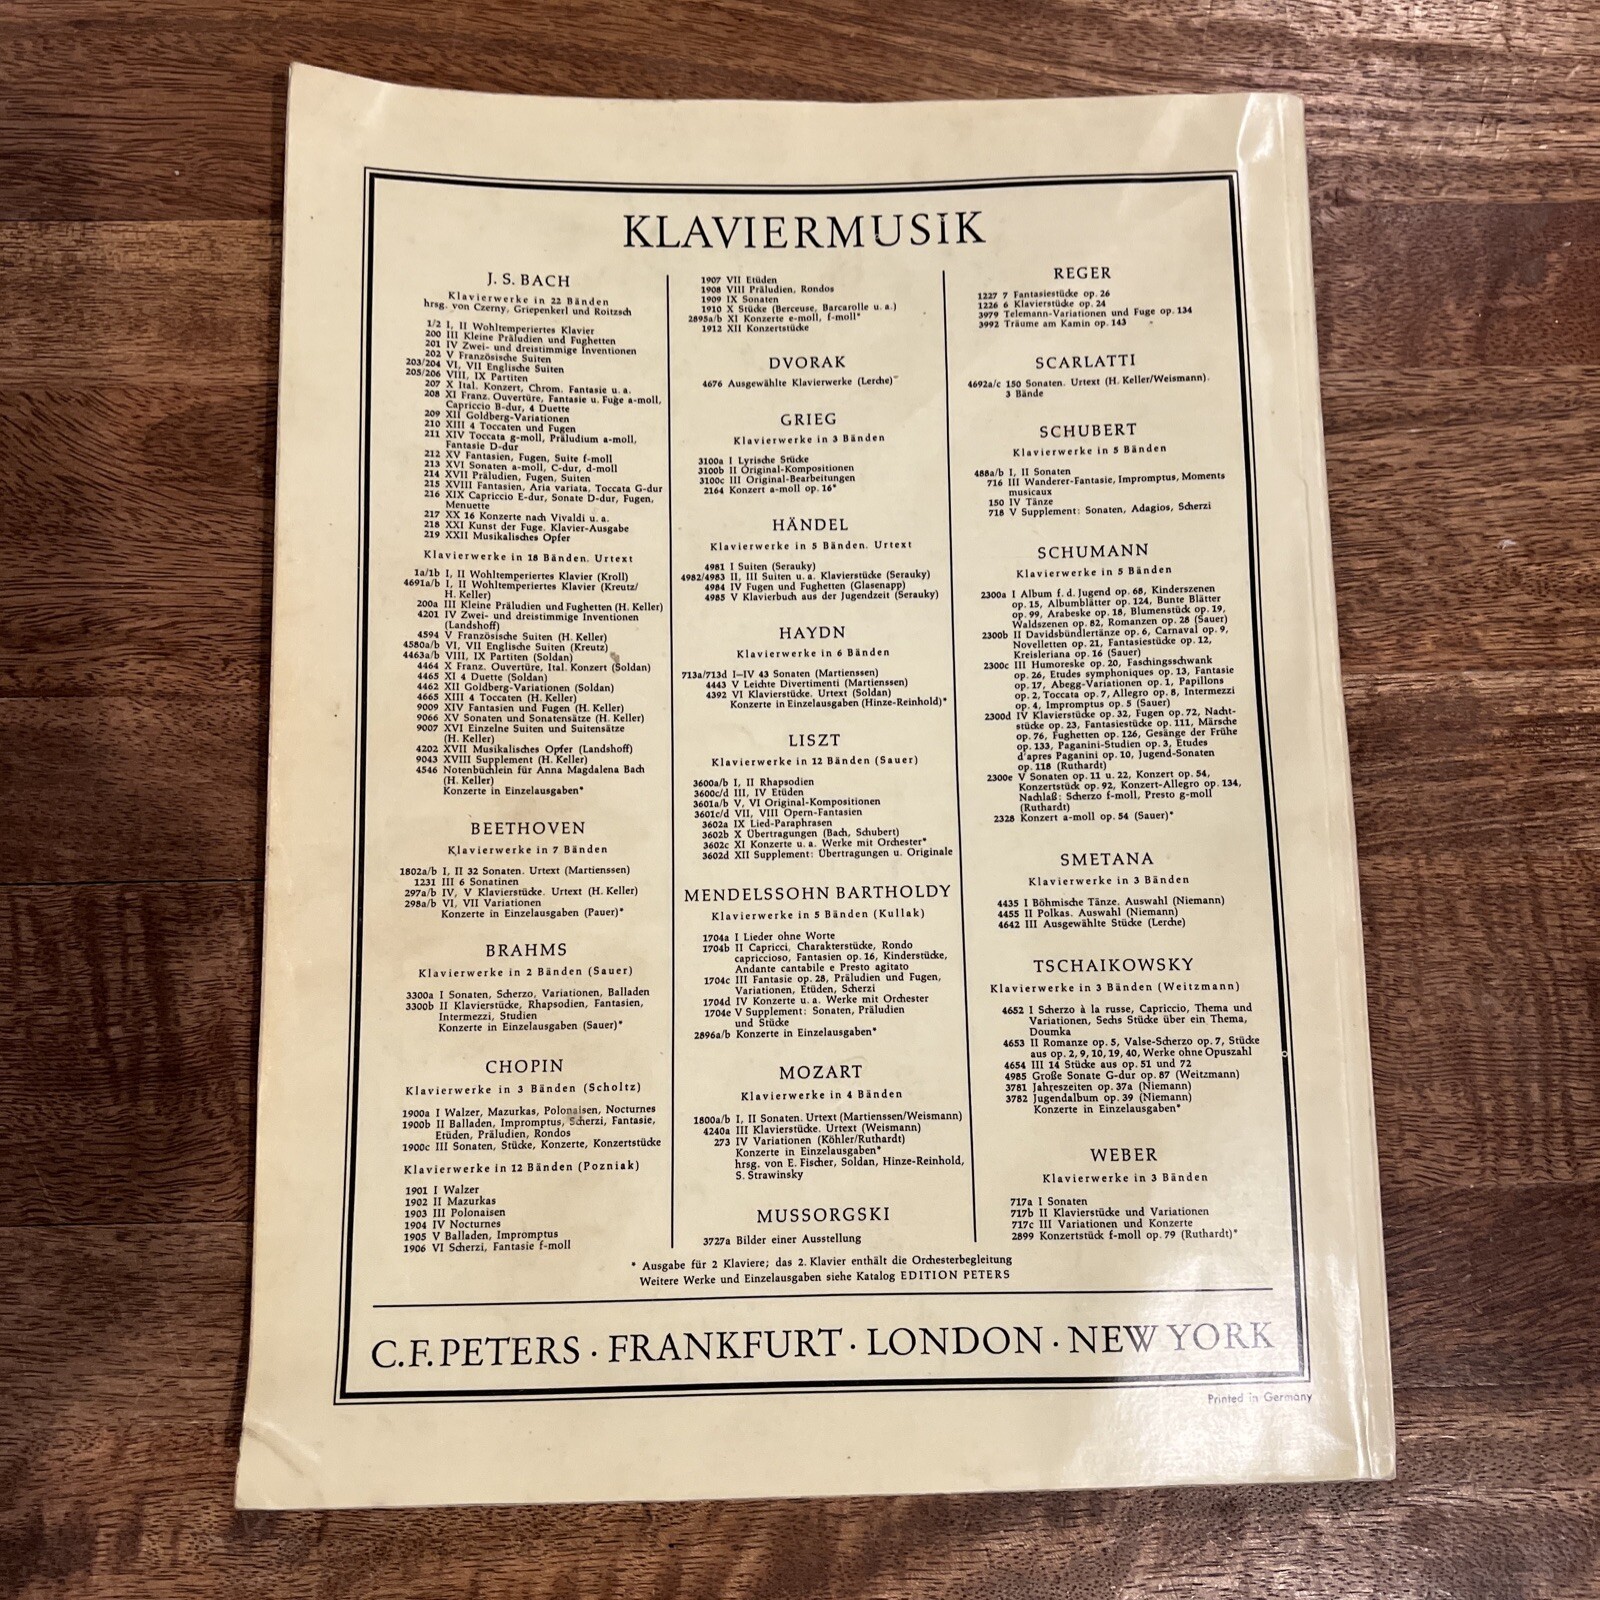 KLAVIERMUSIK
J. S. BACH
Klavierwerke in 22 Bänden
hrsg. von Czerny, Griepenkerl und Roitzsch
1/2 I, II Wohltemperiertes Klavier
200 III Kleine Präludien und Fughetten
201 IV Zwei- und dreistimmige Inventionen
202 V Französische Suiten
203/204 VI, VII Englische Suiten
205/206 VIII, IX Partiten
207 X Ital. Konzert, Chrom. Fantasie u. a.
208 XI Franz. Ouvertüre, Fantasie u. Fuge a-moll,
Capriccio B-dur, 4 Duette
209 XII Goldberg-Variationen
210 XIII 4 Toccaten und Fugen
211 XIV Toccata g-moll, Präludium a-moll,
Fantasie D-dur
212 XV Fantasien, Fugen, Suite f-moll
213 XVI Sonaten a-moll, C-dur, d-moll
214 XVII Präludien, Fugen, Suiten
215 XVIII Fantasien, Aria variata, Toccata G-dur
216 XIX Capriccio E-dur, Sonate D-dur, Fugen,
Menuette
217 XX 16 Konzerte nach Vivaldi u. a.
218 XXI Kunst der Fuge. Klavier-Ausgabe
219 XXII Musikalisches Opfer
Klavierwerke in 18 Bänden. Urtext
1a/1b I, II Wohltemperiertes Klavier (Kroll)
4691a/b I, II Wohltemperiertes Klavier (Kreutz/
H. Keller)
200a III Kleine Präludien und Fughetten (H. Keller)
4201 IV Zwei- und dreistimmige Inventionen
(Landshoff)
4594 V Französische Suiten (H. Keller)
4580a/b VI, VII Englische Suiten (Kreutz)
4463a/b VIII, IX Partiten (Soldan)
4464 X Franz. Ouvertüre, Ital. Konzert (Soldan)
4465 XI 4 Duette (Soldan)
4462 XII Goldberg-Variationen (Soldan)
4665 XIII 4 Toccaten (H. Keller)
9009 XIV Fantasien und Fugen (H. Keller)
9066 XV Sonaten und Sonatensätze (H. Keller)
9007 XVI Einzelne Suiten und Suitensätze
(H. Keller)
4202 XVII Musikalisches Opfer (Landshoff)
9043 XVIII Supplement (H. Keller)
4546 Notenbüchlein für Anna Magdalena Bach
(H. Keller)
Konzerte in Einzelausgaben*
BEETHOVEN
Klavierwerke in 7 Bänden
1802a/b I, II 32 Sonaten. Urtext (Martienssen)
1231 III 6 Sonatinen
297a/b IV, V Klavierstücke. Urtext (H. Keller)
298a/b VI, VII Variationen
Konzerte in Einzelausgaben (Pauer)*
BRAHMS
Klavierwerke in 2 Bänden (Sauer)
3300a I Sonaten, Scherzo, Variationen, Balladen
3300b II Klavierstücke, Rhapsodien, Fantasien,
Intermezzi, Studien
Konzerte in Einzelausgaben (Sauer)*
CHOPIN
Klavierwerke in 3 Bänden (Scholtz)
1900a I Walzer, Mazurkas, Polonaisen, Nocturnes
1900b II Balladen, Impromptus, Scherzi, Fantasie,
Etüden, Präludien, Rondos
1900c III Sonaten, Stücke, Konzerte, Konzertstücke
Klavierwerke in 12 Bänden (Pozniak)
1901 I Walzer
1902 II Mazurkas
1903 III Polonaisen
1904 IV Nocturnes
1905 V Balladen, Impromptus
1906 VI Scherzi, Fantasie f-moll
1907 VII Etüden
1908 VIII Präludien, Rondos
1909 IX Sonaten
1910 X Stücke (Berceuse, Barcarolle u. a.)
2895a/b XI Konzerte e-moll, f-moll*
1912 XII Konzertstücke
DVORAK
4676 Ausgewählte Klavierwerke (Lerche)
GRIEG
Klavierwerke in 3 Bänden
3100a I Lyrische Stücke
3100b II Original-Kompositionen
3100c III Original-Bearbeitungen
2164 Konzert a-moll op. 16*
HÄNDEL
Klavierwerke in 5 Bänden. Urtext
4981 I Suiten (Serauky)
4982/4983 II, III Suiten u. a. Klavierstücke (Serauky)
4984 IV Fugen und Fughetten (Glasenapp)
4985 V Klavierbuch aus der Jugendzeit (Serauky)
HAYDN
Klavierwerke in 6 Bänden
713a/713d I–IV 43 Sonaten (Martienssen)
4443 V Leichte Divertimenti (Martienssen)
4392 VI Klavierstücke. Urtext (Soldan)
Konzerte in Einzelausgaben (Hinze-Reinhold)*
LISZT
Klavierwerke in 12 Bänden (Sauer)
3600a/b I, II Rhapsodien
3600c/d III, IV Etüden
3601a/b V, VI Original-Kompositionen
3601c/d VII, VIII Opern-Fantasien
3602a IX Lied-Paraphrasen
3602b X Übertragungen (Bach, Schubert)
3602c XI Konzerte u. a. Werke mit Orchester*
3602d XII Supplement: Übertragungen u. Originale
MENDELSSOHN BARTHOLDY
Klavierwerke in 5 Bänden (Kullak)
1704a I Lieder ohne Worte
1704b II Capricci, Charakterstücke, Rondo
capriccioso, Fantasien op. 16, Kinderstücke,
Andante cantabile e Presto agitato
1704c III Fantasie op. 28, Präludien und Fugen,
Variationen, Etüden, Scherzi
1704d IV Konzerte u. a. Werke mit Orchester
1704e V Supplement: Sonaten, Präludien
und Stücke
2896a/b Konzerte in Einzelausgaben*
MOZART
Klavierwerke in 4 Bänden
1800a/b I, II Sonaten. Urtext (Martienssen/Weismann)
4240a III Klavierstücke. Urtext (Weismann)
273 IV Variationen (Köhler/Ruthardt)
Konzerte in Einzelausgaben*
hrsg. von E. Fischer, Soldan, Hinze-Reinhold,
S. Strawinsky
MUSSORGSKI
3727a Bilder einer Ausstellung
REGER
1227 7 Fantasiestücke op. 26
1226 6 Klavierstücke op. 24
3979 Telemann-Variationen und Fuge op. 134
3992 Träume am Kamin op. 143
SCARLATTI
4692a/c 150 Sonaten. Urtext (H. Keller/Weismann).
3 Bände
SCHUBERT
Klavierwerke in 5 Bänden
488a/b I, II Sonaten
716 III Wanderer-Fantasie, Impromptus, Moments
musicaux
150 IV Tänze
718 V Supplement: Sonaten, Adagios, Scherzi
SCHUMANN
Klavierwerke in 5 Bänden
2300a I Album f. d. Jugend op. 68, Kinderszenen
op. 15, Albumblätter op. 124, Bunte Blätter
op. 99, Arabeske op. 18, Blumenstück op. 19,
Waldszenen op. 82, Romanzen op. 28 (Sauer)
2300b II Davidsbündlertänze op. 6, Carnaval op. 9,
Novelletten op. 21, Fantasiestücke op. 12,
Kreisleriana op. 16 (Sauer)
2300c III Humoreske op. 20, Faschingsschwank
op. 26, Etudes symphoniques op. 13, Fantasie
op. 17, Abegg-Variationen op. 1, Papillons
op. 2, Toccata op. 7, Allegro op. 8, Intermezzi
op. 4, Impromptus op. 5 (Sauer)
2300d IV Klavierstücke op. 32, Fugen op. 72, Nacht-
stücke op. 23, Fantasiestücke op. 111, Märsche
op. 76, Fughetten op. 126, Gesänge der Frühe
op. 133, Paganini-Studien op. 3, Etudes
d'apres Paganini op. 10, Jugend-Sonaten
op. 118 (Ruthardt)
2300e V Sonaten op. 11 u. 22, Konzert op. 54,
Konzertstück op. 92, Konzert-Allegro op. 134,
Nachlaß: Scherzo f-moll, Presto g-moll
(Ruthardt)
2328 Konzert a-moll op. 54 (Sauer)*
SMETANA
Klavierwerke in 3 Bänden
4435 I Böhmische Tänze. Auswahl (Niemann)
4455 II Polkas. Auswahl (Niemann)
4642 III Ausgewählte Stücke (Lerche)
TSCHAIKOWSKY
Klavierwerke in 3 Bänden (Weitzmann)
4652 I Scherzo à la russe, Capriccio, Thema und
Variationen, Sechs Stücke über ein Thema,
Doumka
4653 II Romanze op. 5, Valse-Scherzo op. 7, Stücke
aus op. 2, 9, 10, 19, 40, Werke ohne Opuszahl
4654 III 14 Stücke aus op. 51 und 72
4985 Große Sonate G-dur op. 87 (Weitzmann)
3781 Jahreszeiten op. 37a (Niemann)
3782 Jugendalbum op. 39 (Niemann)
Konzerte in Einzelausgaben*
WEBER
Klavierwerke in 3 Bänden
717a I Sonaten
717b II Klavierstücke und Variationen
717c III Variationen und Konzerte
2899 Konzertstück f-moll op. 79 (Ruthardt)*
* Ausgabe für 2 Klaviere; das 2. Klavier enthält die Orchesterbegleitung
Weitere Werke und Einzelausgaben siehe Katalog EDITION PETERS
C. F. PETERS · FRANKFURT · LONDON · NEW YORK
Printed in Germany